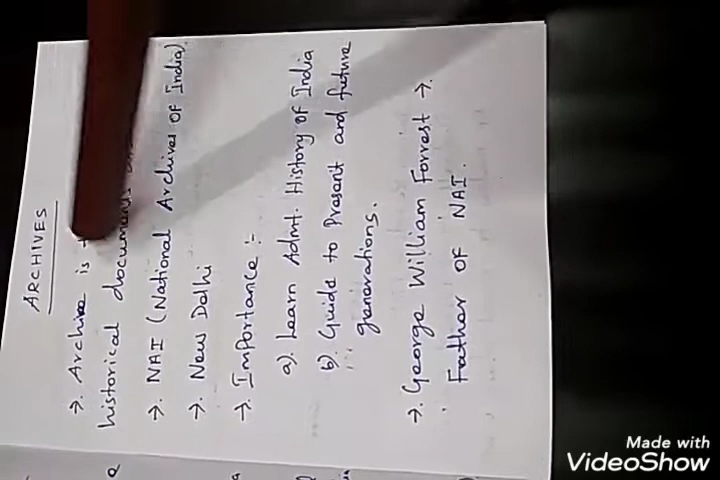 ARCHIVES
→. Archive is
historical documents
→. NAI (National Archives of India).
→. New Delhi
→. Importance :-
a). Learn Admt. History of India
b). Guide to Present and future
generations.
→. George William Forrest →.
Father of NAI.
Made with
VideoShow